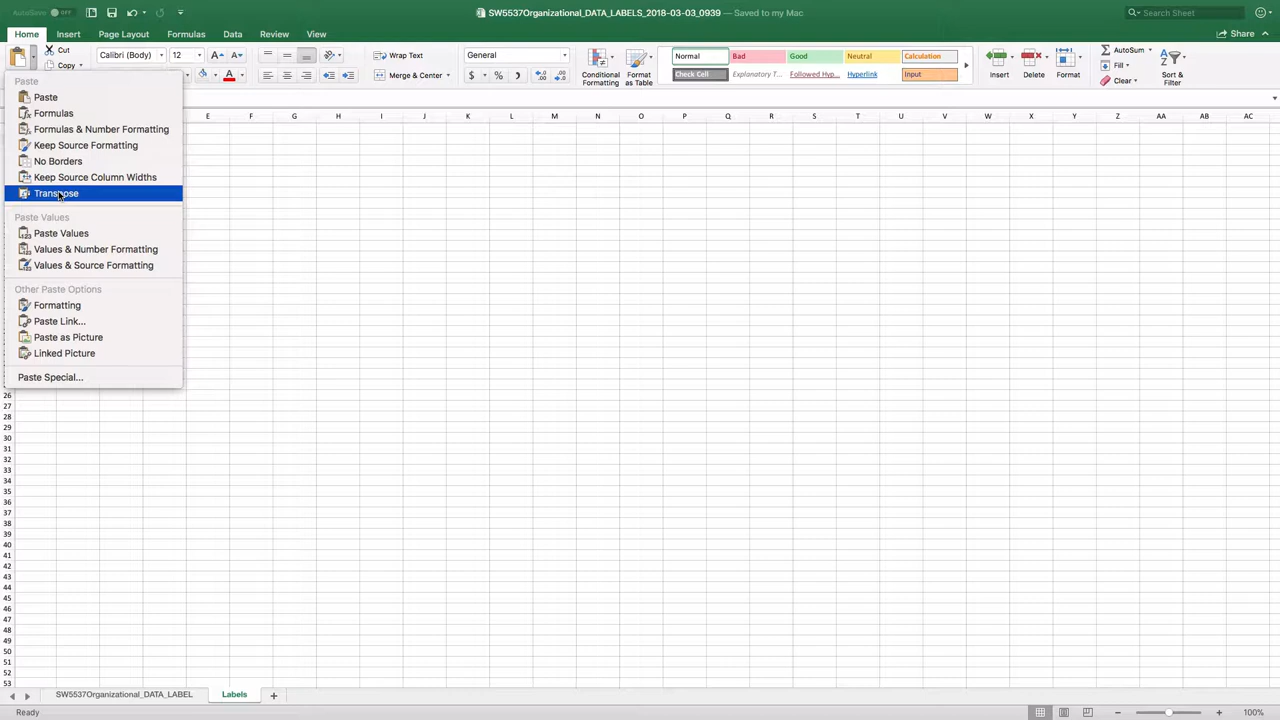 AutoSave OFF
SW5537Organizational_DATA_LABELS_2018-03-03_0939 — Saved to my Mac
Search Sheet
Home Insert Page Layout Formulas Data Review View
Share
Cut
Copy
Calibri (Body) 12
Wrap Text
Merge & Center
General
$ % )
Conditional
Formatting
Format
as Table
Normal Bad Good Neutral Calculation
Check Cell Explanatory T... Followed Hyp... Hyperlink Input
Insert Delete Format
AutoSum
Fill
Clear
Sort &
Filter
Paste
Paste
Formulas
Formulas & Number Formatting
Keep Source Formatting
No Borders
Keep Source Column Widths
Transpose
Paste Values
Paste Values
Values & Number Formatting
Values & Source Formatting
Other Paste Options
Formatting
Paste Link...
Paste as Picture
Linked Picture
Paste Special...
E F G H I J K L M N O P Q R S T U V W X Y Z AA AB AC
26
27
28
29
30
31
32
33
34
35
36
37
38
39
40
41
42
43
44
45
46
47
48
49
50
51
52
53
SW5537Organizational_DATA_LABEL Labels
Ready
100%